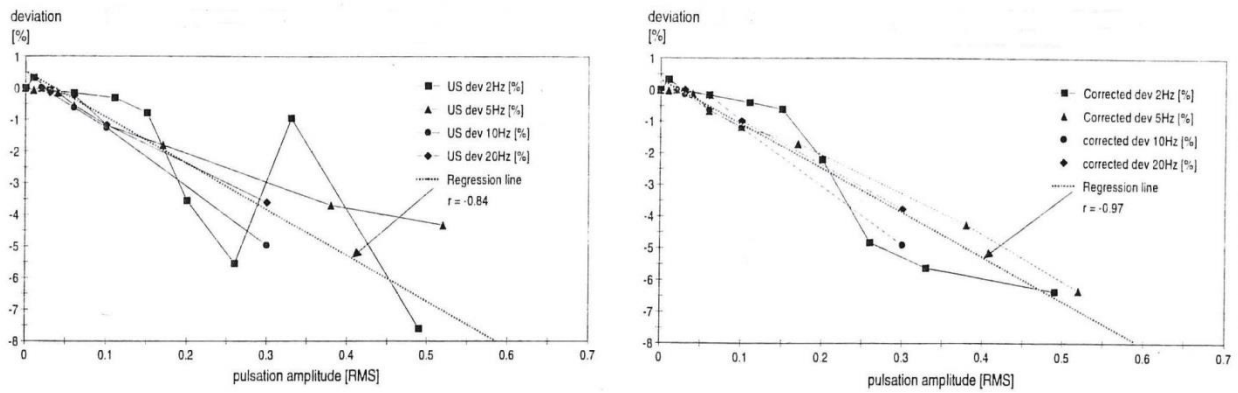 deviation
[%]
1
0
-1
-2
-3
-4
-5
-6
-7
-8
0
0.1
0.2
0.3
0.4
0.5
0.6
0.7
pulsation amplitude [RMS]
US dev 2Hz [%]
US dev 5Hz [%]
US dev 10Hz [%]
US dev 20Hz [%]
Regression line
r = -0.84
deviation
[%]
1
0
-1
-2
-3
-4
-5
-6
-7
-8
0
0.1
0.2
0.3
0.4
0.5
0.6
0.7
pulsation amplitude [RMS]
Corrected dev 2Hz [%]
Corrected dev 5Hz [%]
corrected dev 10Hz [%]
corrected dev 20Hz [%]
Regression line
r = -0.97